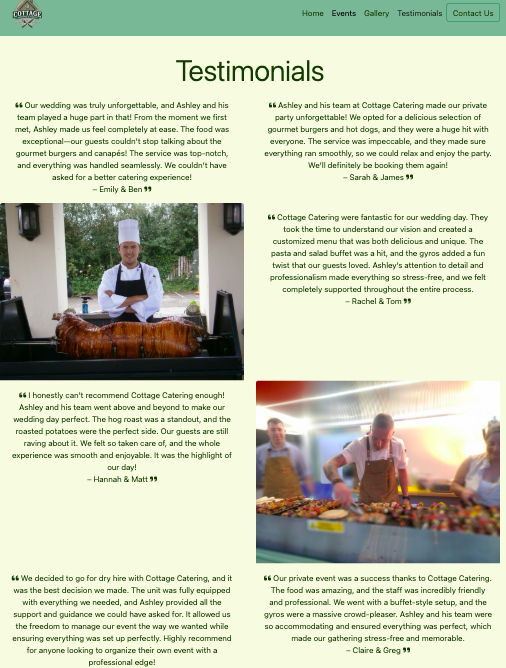 COTTAGE
Home Events Gallery Testimonials Contact Us
Testimonials
❝ Our wedding was truly unforgettable, and Ashley and his
team played a huge part in that! From the moment we first
met, Ashley made us feel completely at ease. The food was
exceptional—our guests couldn't stop talking about the
gourmet burgers and canapés! The service was top-notch,
and everything was handled seamlessly. We couldn't have
asked for a better catering experience!
– Emily & Ben ❞
❝ Ashley and his team at Cottage Catering made our private
party unforgettable! We opted for a delicious selection of
gourmet burgers and hot dogs, and they were a huge hit with
everyone. The service was impeccable, and they made sure
everything ran smoothly, so we could relax and enjoy the party.
We'll definitely be booking them again!
– Sarah & James ❞
❝ Cottage Catering were fantastic for our wedding day. They
took the time to understand our vision and created a
customized menu that was both delicious and unique. The
pasta and salad buffet was a hit, and the gyros added a fun
twist that our guests loved. Ashley's attention to detail and
professionalism made everything so stress-free, and we felt
completely supported throughout the entire process.
– Rachel & Tom ❞
❝ I honestly can't recommend Cottage Catering enough!
Ashley and his team went above and beyond to make our
wedding day perfect. The hog roast was a standout, and the
roasted potatoes were the perfect side. Our guests are still
raving about it. We felt so taken care of, and the whole
experience was smooth and enjoyable. It was the highlight of
our day!
– Hannah & Matt ❞
❝ We decided to go for dry hire with Cottage Catering, and it
was the best decision we made. The unit was fully equipped
with everything we needed, and Ashley provided all the
support and guidance we could have asked for. It allowed us
the freedom to manage our event the way we wanted while
ensuring everything was set up perfectly. Highly recommend
for anyone looking to organize their own event with a
professional edge!
❝ Our private event was a success thanks to Cottage Catering.
The food was amazing, and the staff was incredibly friendly
and professional. We went with a buffet-style setup, and the
gyros were a massive crowd-pleaser. Ashley and his team were
so accommodating and ensured everything was perfect, which
made our gathering stress-free and memorable.
– Claire & Greg ❞